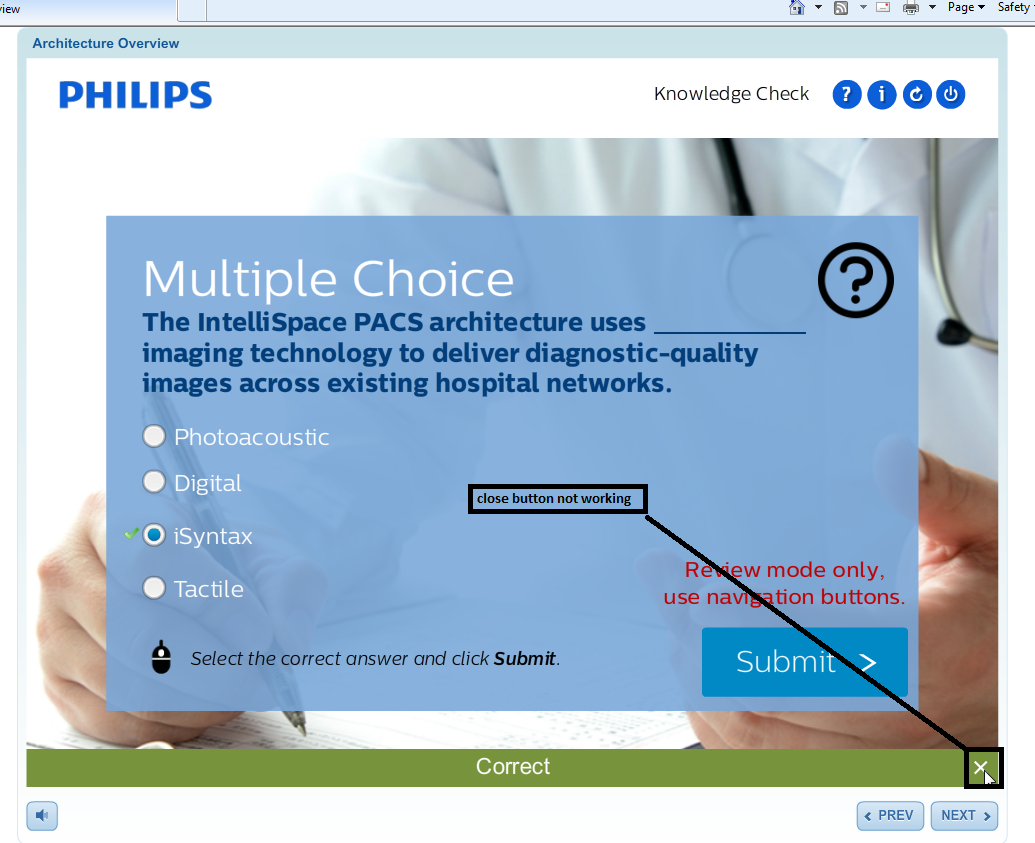 view
Page
Safety
Architecture Overview
PHILIPS
Knowledge Check
? i
Multiple Choice
?
The IntelliSpace PACS architecture uses ___________
imaging technology to deliver diagnostic-quality
images across existing hospital networks.
Photoacoustic
Digital
close button not working
iSyntax
Review mode only,
use navigation buttons.
Tactile
Select the correct answer and click Submit.
Submit >
Correct
PREV
NEXT